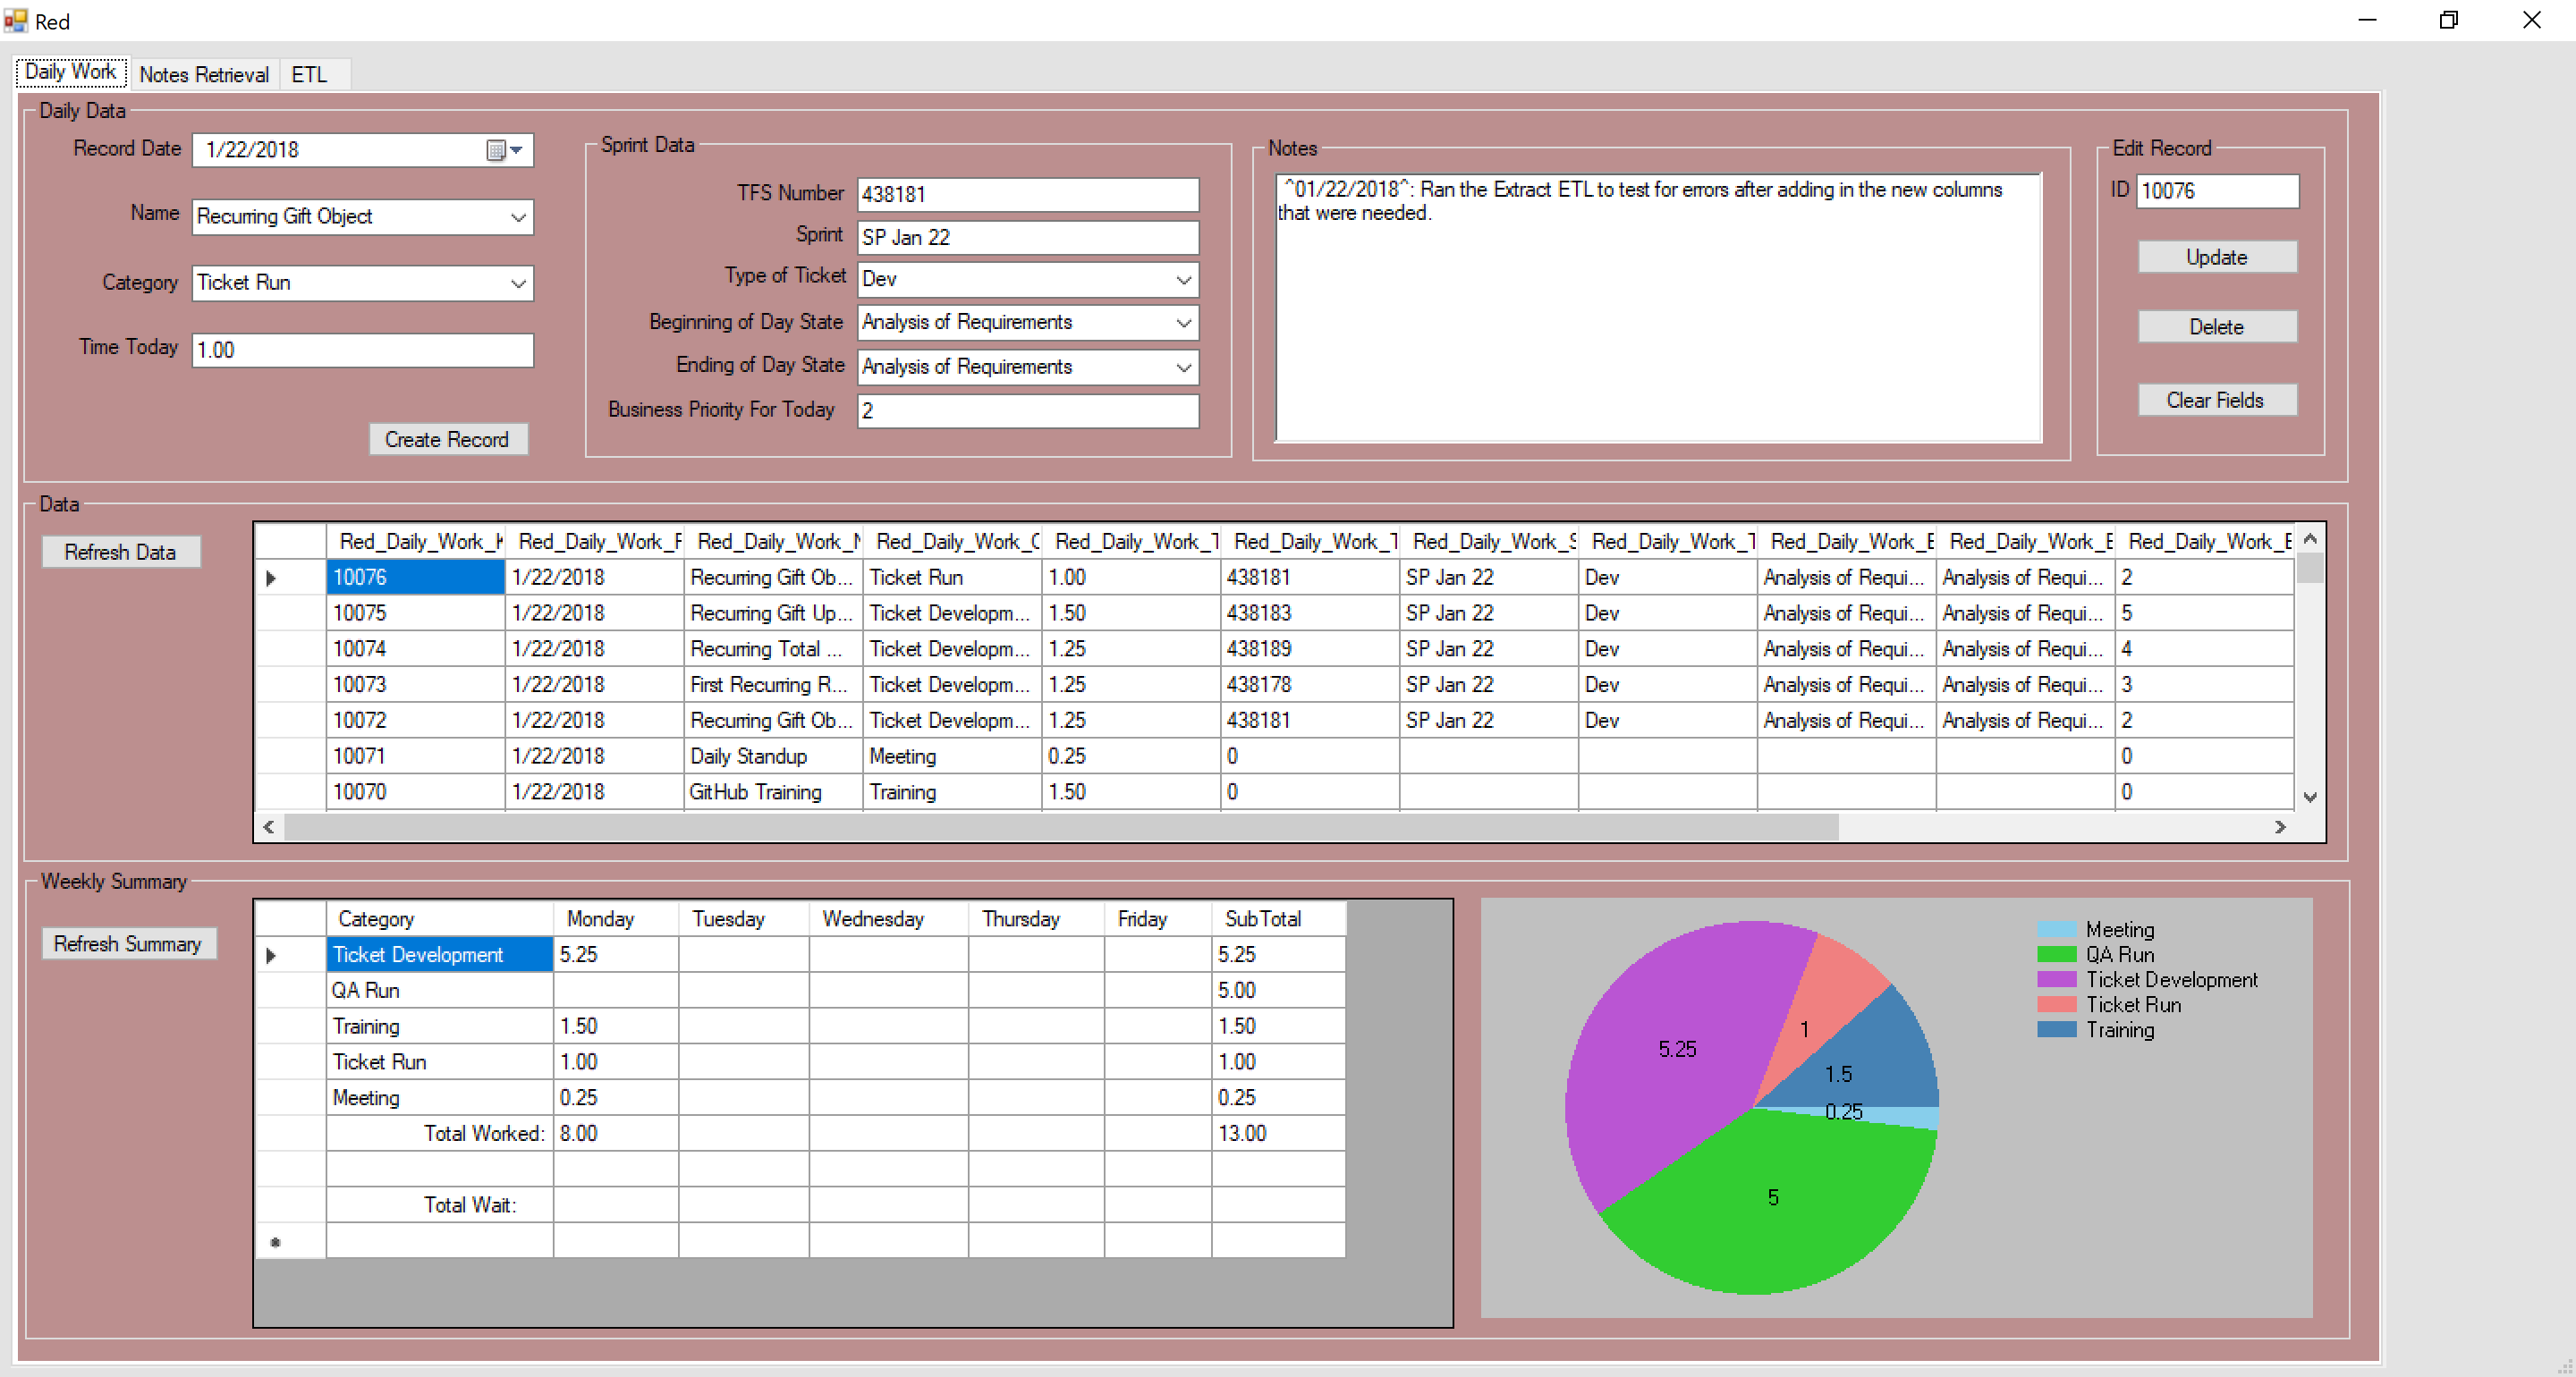 Red
Daily Work Notes Retrieval ETL
Daily Data
Record Date 1/22/2018
Name Recurring Gift Object
Category Ticket Run
Time Today 1.00
Create Record
Sprint Data
TFS Number 438181
Sprint SP Jan 22
Type of Ticket Dev
Beginning of Day State Analysis of Requirements
Ending of Day State Analysis of Requirements
Business Priority For Today 2
Notes
^01/22/2018^: Ran the Extract ETL to test for errors after adding in the new columns
that were needed.
Edit Record
ID 10076
Update
Delete
Clear Fields
Data
Refresh Data
Red_Daily_Work_K Red_Daily_Work_F Red_Daily_Work_N Red_Daily_Work_C Red_Daily_Work_T Red_Daily_Work_T Red_Daily_Work_S Red_Daily_Work_T Red_Daily_Work_E Red_Daily_Work_E Red_Daily_Work_E
10076 1/22/2018 Recurring Gift Ob... Ticket Run 1.00 438181 SP Jan 22 Dev Analysis of Requi... Analysis of Requi... 2
10075 1/22/2018 Recurring Gift Up... Ticket Developm... 1.50 438183 SP Jan 22 Dev Analysis of Requi... Analysis of Requi... 5
10074 1/22/2018 Recurring Total ... Ticket Developm... 1.25 438189 SP Jan 22 Dev Analysis of Requi... Analysis of Requi... 4
10073 1/22/2018 First Recurring R... Ticket Developm... 1.25 438178 SP Jan 22 Dev Analysis of Requi... Analysis of Requi... 3
10072 1/22/2018 Recurring Gift Ob... Ticket Developm... 1.25 438181 SP Jan 22 Dev Analysis of Requi... Analysis of Requi... 2
10071 1/22/2018 Daily Standup Meeting 0.25 0 0
10070 1/22/2018 GitHub Training Training 1.50 0 0
Weekly Summary
Refresh Summary
Category Monday Tuesday Wednesday Thursday Friday SubTotal
Ticket Development 5.25 5.25
QA Run 5.00
Training 1.50 1.50
Ticket Run 1.00 1.00
Meeting 0.25 0.25
Total Worked: 8.00 13.00
Total Wait:
5.25
1
1.5
0.25
5
Meeting
QA Run
Ticket Development
Ticket Run
Training